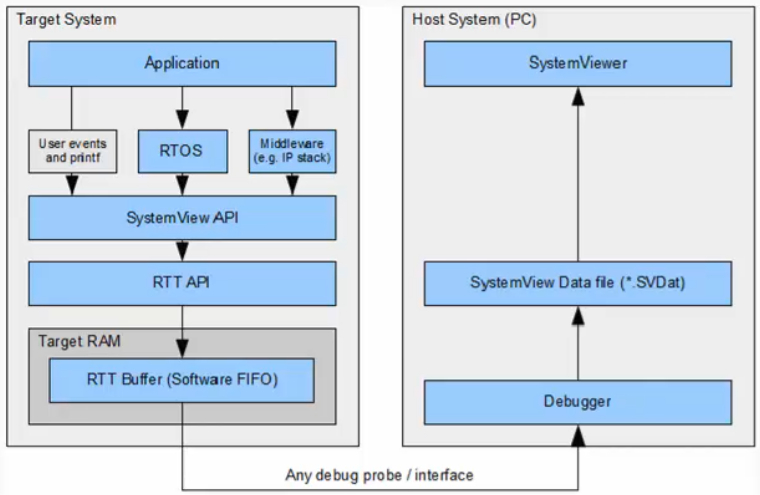 Target System
Application
User events
and printf
RTOS
Middleware
(e.g. IP stack)
SystemView API
RTT API
Target RAM
RTT Buffer (Software FIFO)
Host System (PC)
SystemViewer
SystemView Data file (*.SVDat)
Debugger
Any debug probe / interface